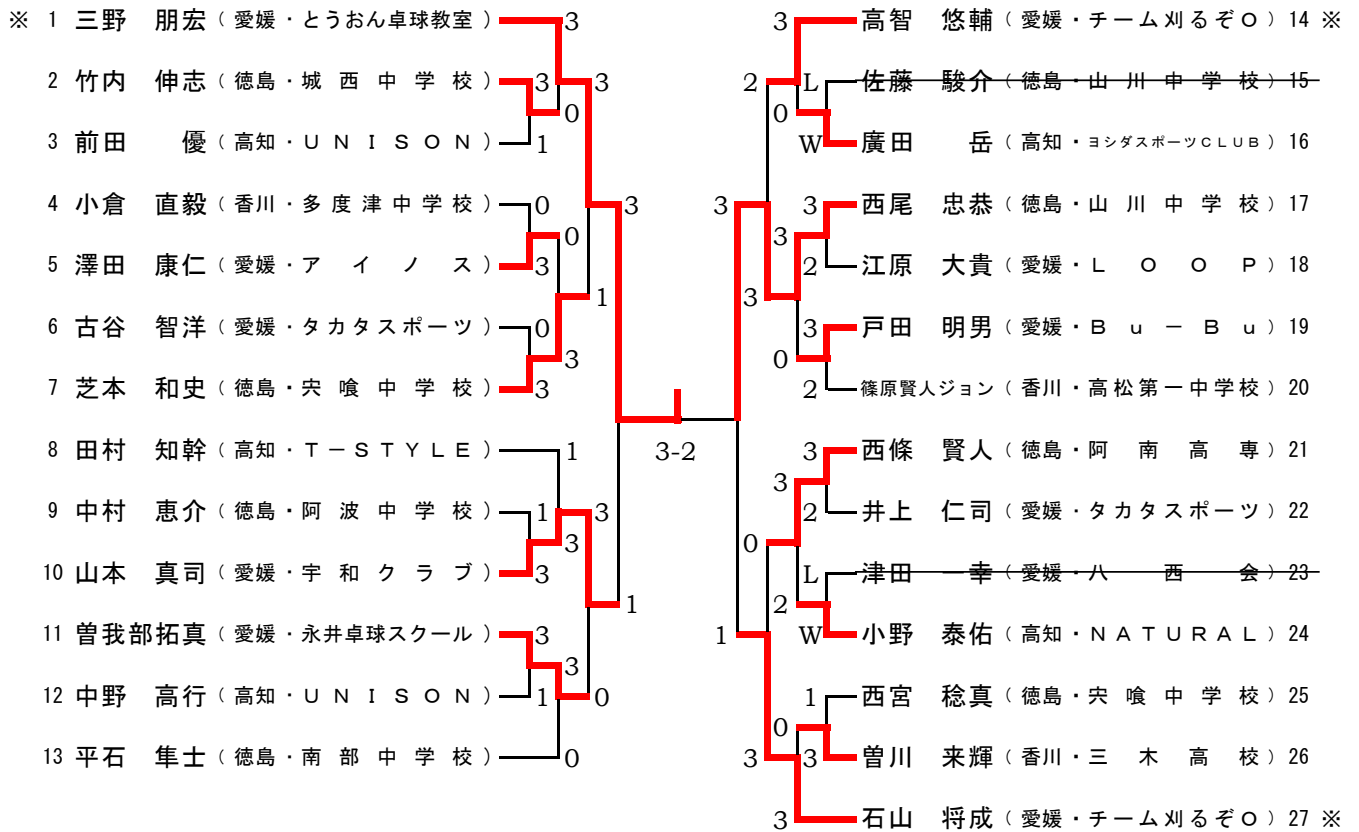 ※ 1 三野　朋宏（愛媛・とうおん卓球教室） 3 3 高智　悠輔（愛媛・チーム刈るぞＯ）14 ※
2 竹内　伸志（徳島・城西中学校） 3 3 2 L 佐藤　駿介（徳島・山川中学校）15
0 0
3 前田　　優（高知・ＵＮＩＳＯＮ） 1 W 廣田　　岳（高知・ヨシダスポーツＣＬＵＢ）16
4 小倉　直毅（香川・多度津中学校） 0 3 3 3 西尾　忠恭（徳島・山川中学校）17
0 3
5 澤田　康仁（愛媛・アイノス） 3 2 江原　大貴（愛媛・ＬＯＯＰ）18
1 3
6 古谷　智洋（愛媛・タカタスポーツ） 0 3 戸田　明男（愛媛・Ｂｕ－Ｂｕ）19
3 0
7 芝本　和史（徳島・宍喰中学校） 3 2 篠原賢人ジョン（香川・高松第一中学校）20
8 田村　知幹（高知・Ｔ－ＳＴＹＬＥ） 1 3-2 3 西條　賢人（徳島・阿南高専）21
3
9 中村　恵介（徳島・阿波中学校） 1 3 2 井上　仁司（愛媛・タカタスポーツ）22
3 0
10 山本　真司（愛媛・宇和クラブ） 3 L 津田　一幸（愛媛・八西会）23
1 2
11 曽我部拓真（愛媛・永井卓球スクール） 3 1 W 小野　泰佑（高知・ＮＡＴＵＲＡＬ）24
3
12 中野　高行（高知・ＵＮＩＳＯＮ） 1 0 1 西宮　稔真（徳島・宍喰中学校）25
0
13 平石　隼士（徳島・南部中学校） 0 3 3 曽川　来輝（香川・三木高校）26
3 石山　将成（愛媛・チーム刈るぞＯ）27 ※